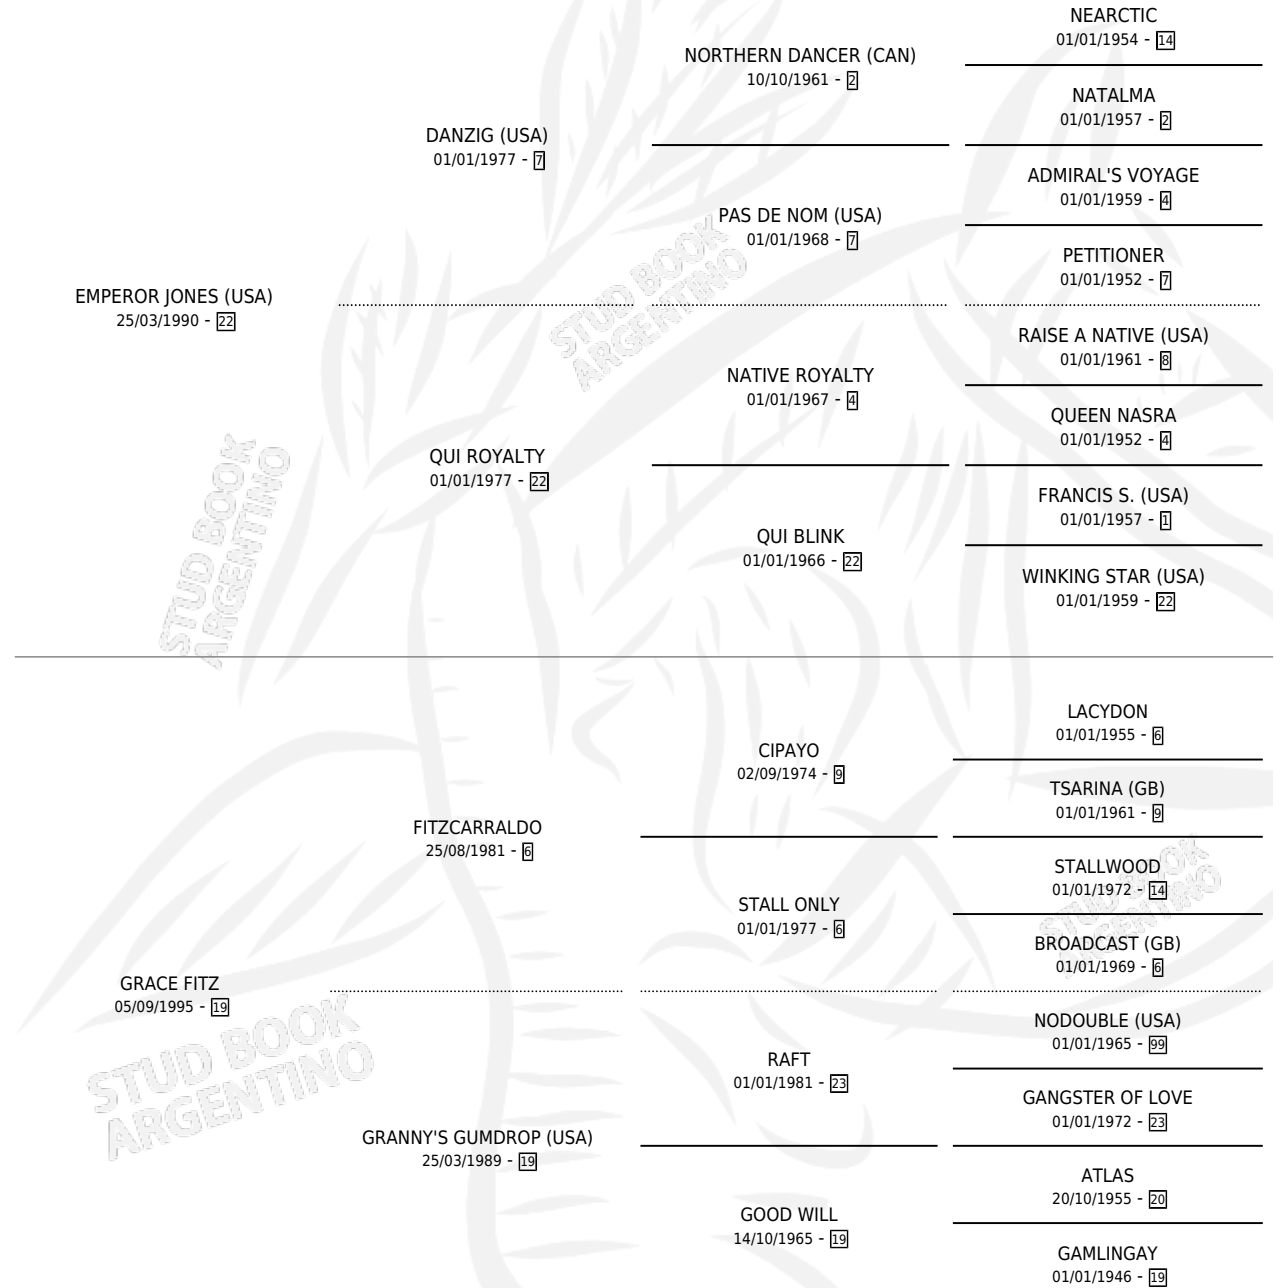 NEARCTIC
01/01/1954 - 14
NORTHERN DANCER (CAN)
10/10/1961 - 2
NATALMA
01/01/1957 - 2
DANZIG (USA)
01/01/1977 - 7
ADMIRAL'S VOYAGE
01/01/1959 - 4
PAS DE NOM (USA)
01/01/1968 - 7
PETITIONER
01/01/1952 - 7
EMPEROR JONES (USA)
25/03/1990 - 22
STUD BOOK
ARGENTINO
RAISE A NATIVE (USA)
01/01/1961 - 8
NATIVE ROYALTY
01/01/1967 - 4
QUEEN NASRA
01/01/1952 - 4
QUI ROYALTY
01/01/1977 - 22
FRANCIS S. (USA)
01/01/1957 - 1
QUI BLINK
01/01/1966 - 22
WINKING STAR (USA)
01/01/1959 - 22
STUD BOOK
ARGENTINO
LACYDON
01/01/1955 - 6
CIPAYO
02/09/1974 - 9
TSARINA (GB)
01/01/1961 - 9
FITZCARRALDO
25/08/1981 - 6
STALLWOOD
01/01/1972 - 14
STALL ONLY
01/01/1977 - 6
BROADCAST (GB)
01/01/1969 - 6
STUD BOOK
ARGENTINO
GRACE FITZ
05/09/1995 - 19
NODOUBLE (USA)
01/01/1965 - 99
RAFT
01/01/1981 - 23
GANGSTER OF LOVE
01/01/1972 - 23
STUD BOOK
ARGENTINO
GRANNY'S GUMDROP (USA)
25/03/1989 - 19
ATLAS
20/10/1955 - 20
GOOD WILL
14/10/1965 - 19
GAMLINGAY
01/01/1946 - 19